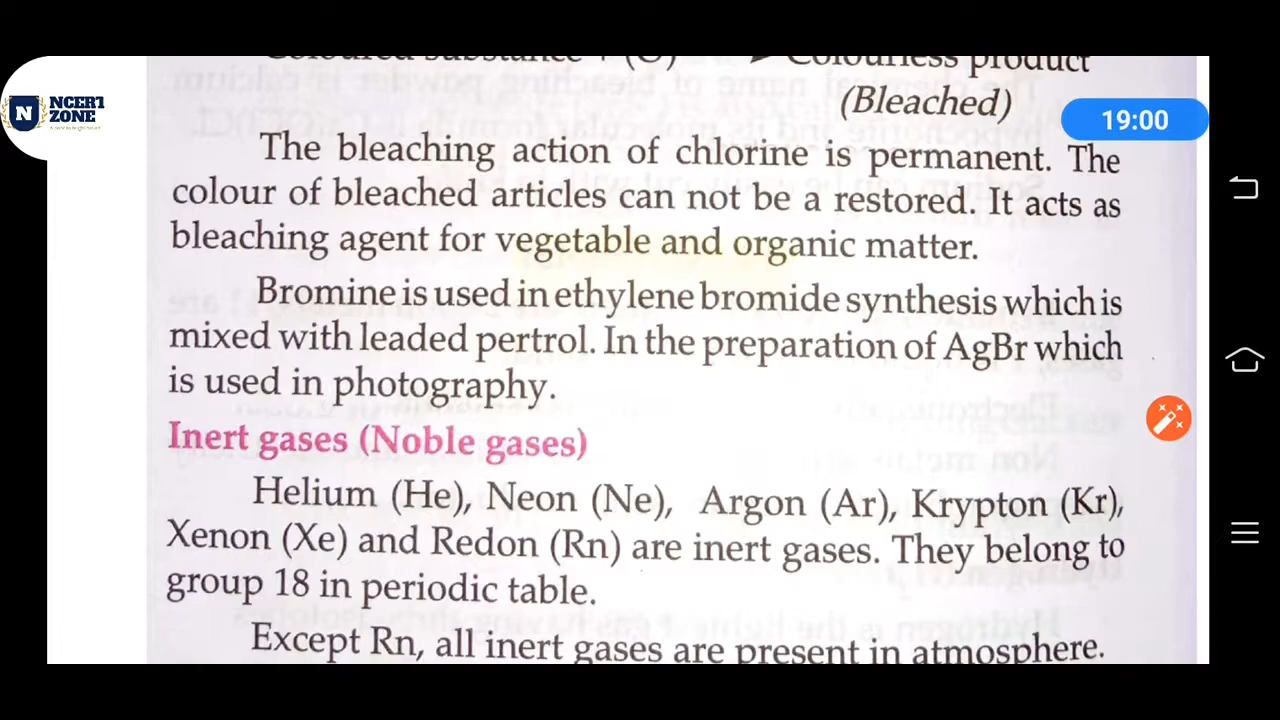 Coloured substance + (O) Colourless product
(Bleached)
NCERT
ZONE
19:00
The bleaching action of chlorine is permanent. The
colour of bleached articles can not be a restored. It acts as
bleaching agent for vegetable and organic matter.
Bromine is used in ethylene bromide synthesis which is
mixed with leaded pertrol. In the preparation of AgBr which
is used in photography.
Inert gases (Noble gases)
Helium (He), Neon (Ne), Argon (Ar), Krypton (Kr),
Xenon (Xe) and Redon (Rn) are inert gases. They belong to
group 18 in periodic table.
Except Rn, all inert gases are present in atmosphere.